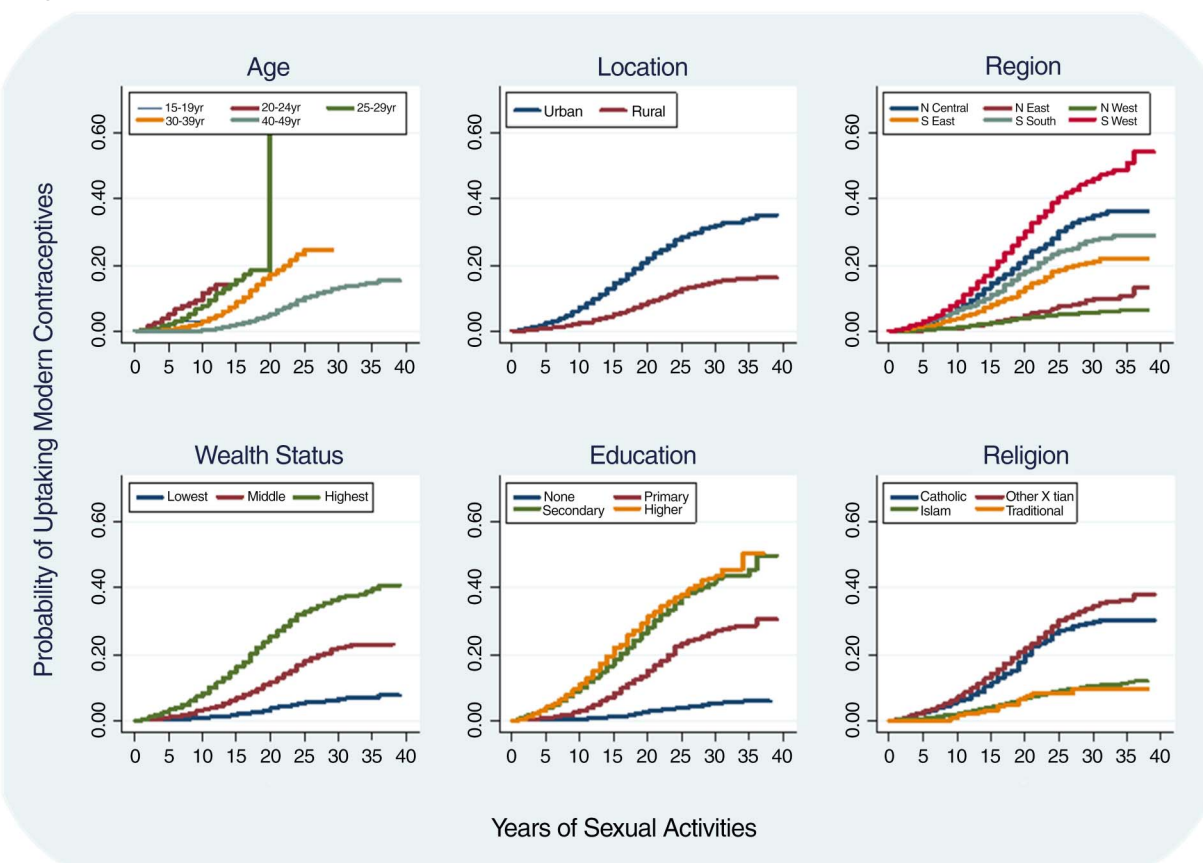 Age
Location
Region
15-19yr 20-24yr 25-29yr
30-39yr 40-49yr
Urban Rural
N Central N East N West
S East S South S West
0.60
0.40
0.20
0.00
0 5 10 15 20 25 30 35 40
0.60
0.40
0.20
0.00
0 5 10 15 20 25 30 35 40
0.60
0.40
0.20
0.00
0 5 10 15 20 25 30 35 40
Probability of Uptaking Modern Contraceptives
Wealth Status
Education
Religion
Lowest Middle Highest
None Primary
Secondary Higher
Catholic Other X tian
Islam Traditional
0.60
0.40
0.20
0.00
0 5 10 15 20 25 30 35 40
0.60
0.40
0.20
0.00
0 5 10 15 20 25 30 35 40
0.60
0.40
0.20
0.00
0 5 10 15 20 25 30 35 40
Years of Sexual Activities